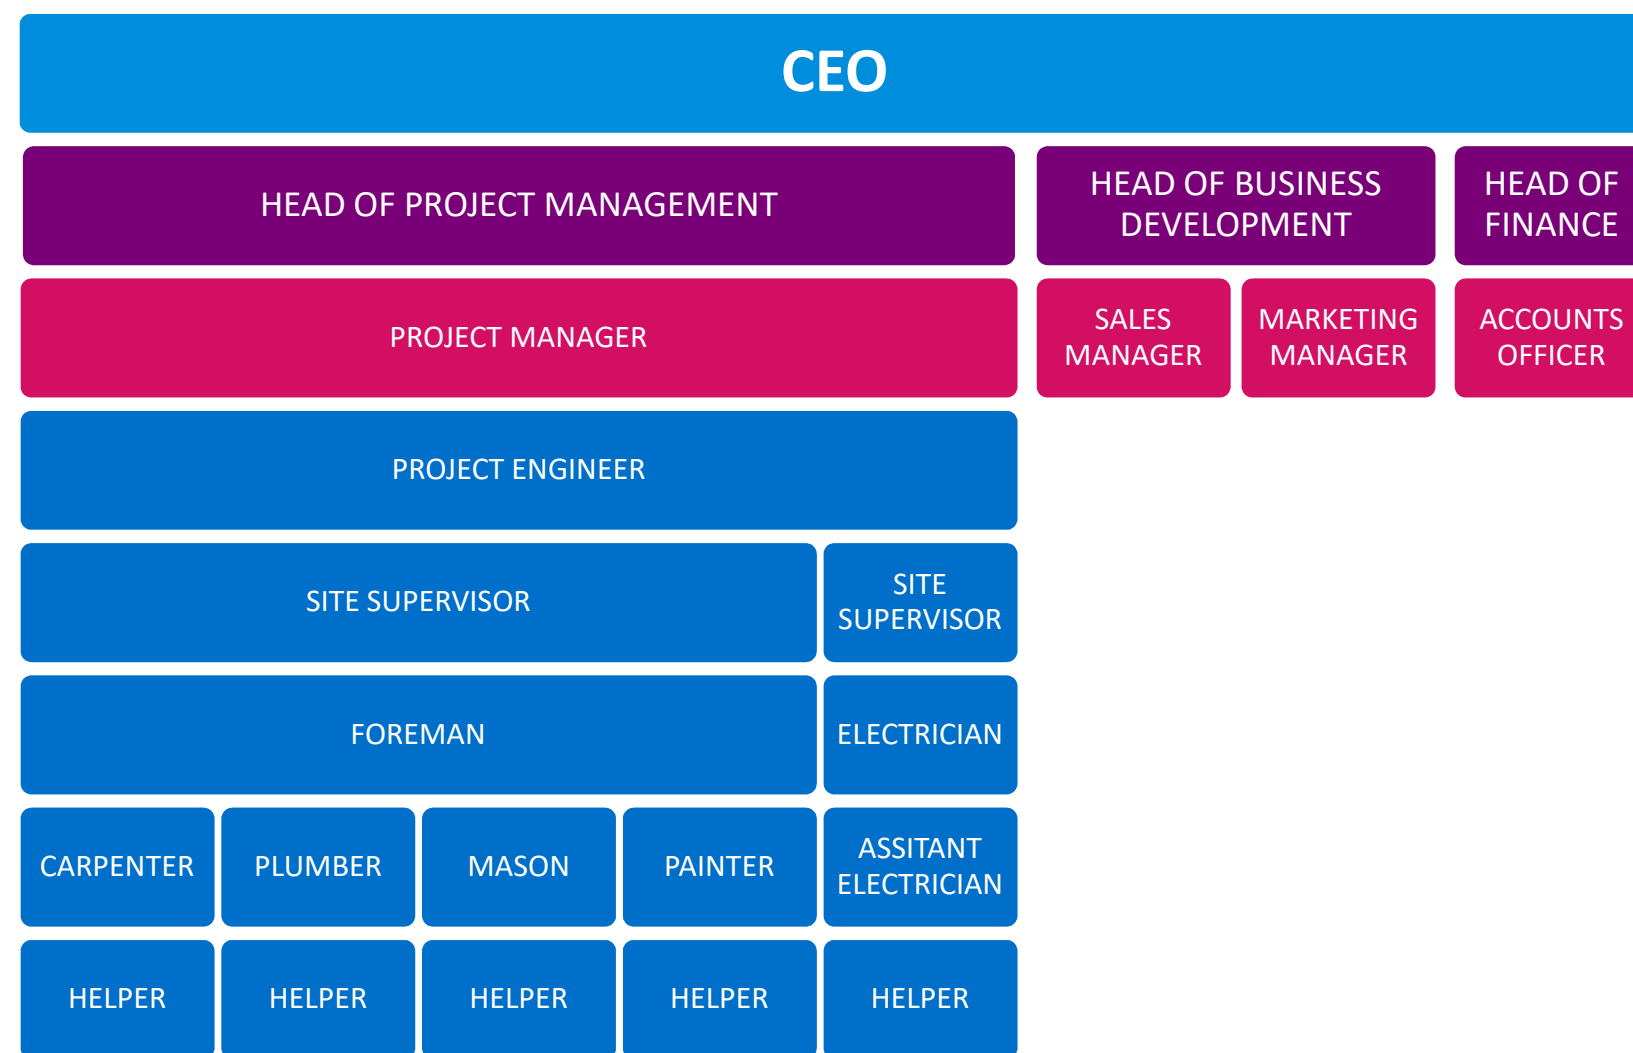 CEO
HEAD OF PROJECT MANAGEMENT
HEAD OF BUSINESS
DEVELOPMENT
HEAD OF
FINANCE
PROJECT MANAGER
SALES
MANAGER
MARKETING
MANAGER
ACCOUNTS
OFFICER
PROJECT ENGINEER
SITE SUPERVISOR
SITE
SUPERVISOR
FOREMAN
ELECTRICIAN
CARPENTER
PLUMBER
MASON
PAINTER
ASSITANT
ELECTRICIAN
HELPER
HELPER
HELPER
HELPER
HELPER